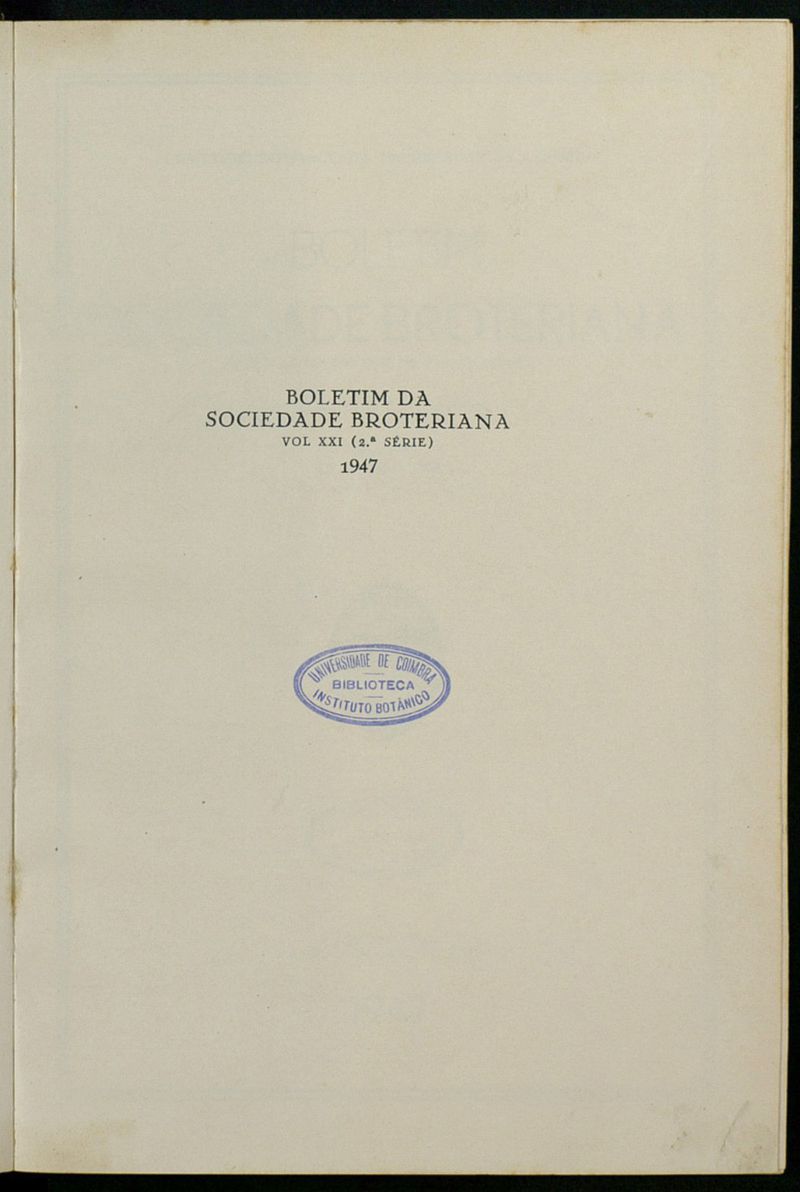 BOLETIM DA
SOCIEDADE BROTERIANA
VOL XXI (2.ª SÉRIE)
1947
UNIVERSIDADE DE COIMBRA
BIBLIOTECA
INSTITUTO BOTÂNICO